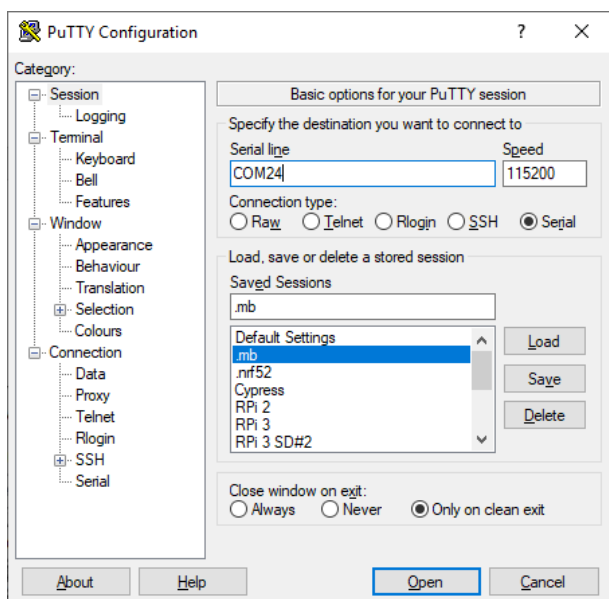 PuTTY Configuration
?
Category:
Session
Logging
Terminal
Keyboard
Bell
Features
Window
Appearance
Behaviour
Translation
Selection
Colours
Connection
Data
Proxy
Telnet
Rlogin
SSH
Serial
Basic options for your PuTTY session
Specify the destination you want to connect to
Serial line Speed
COM24 115200
Connection type:
Raw Telnet Rlogin SSH Serial
Load, save or delete a stored session
Saved Sessions
.mb
Default Settings
.mb
.nrf52
Cypress
RPi 2
RPi 3
RPi 3 SD#2
Load
Save
Delete
Close window on exit:
Always Never Only on clean exit
About Help Open Cancel